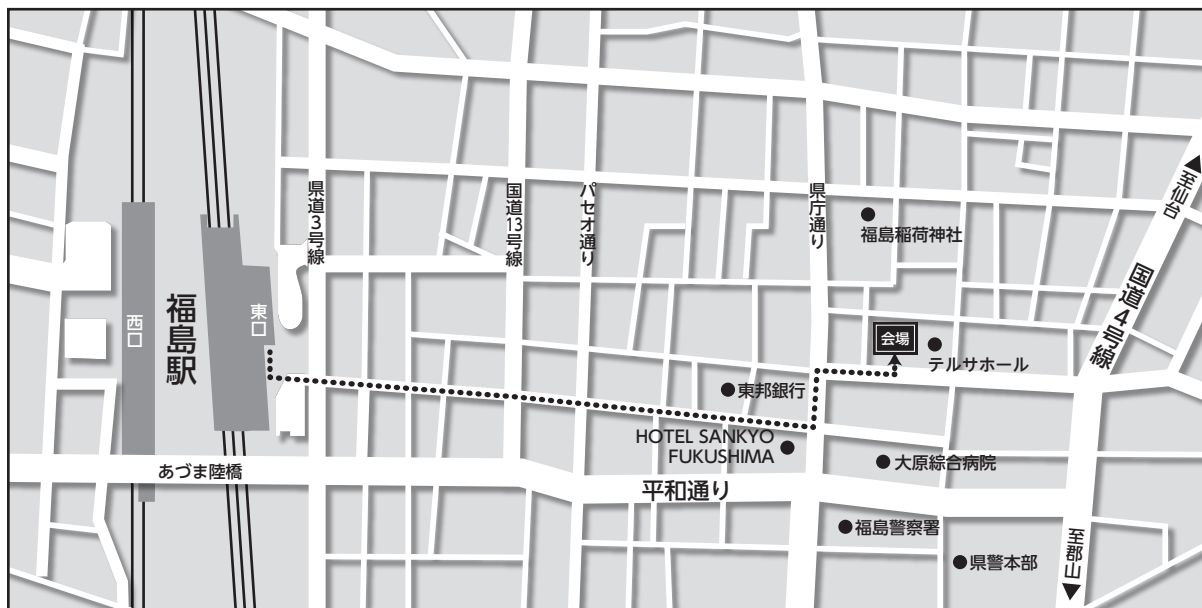 県道3号線
国道13号線
パセオ通り
県庁通り
至仙台
福島稲荷神社
国道4号線
福島駅
西口
東口
会場
テルサホール
東邦銀行
HOTEL SANKYO
FUKUSHIMA
大原綜合病院
あづま陸橋
平和通り
福島警察署
県警本部
至郡山